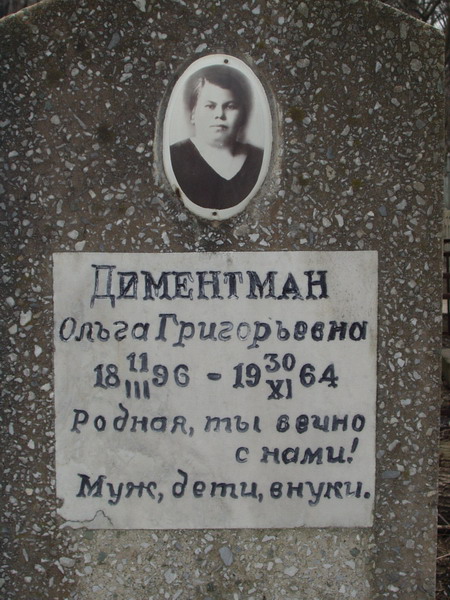 Диментман
Ольга Григорьевна
18 11/III 96 - 19 30/XI 64
Родная, ты вечно
с нами!
Муж, дети, внуки.